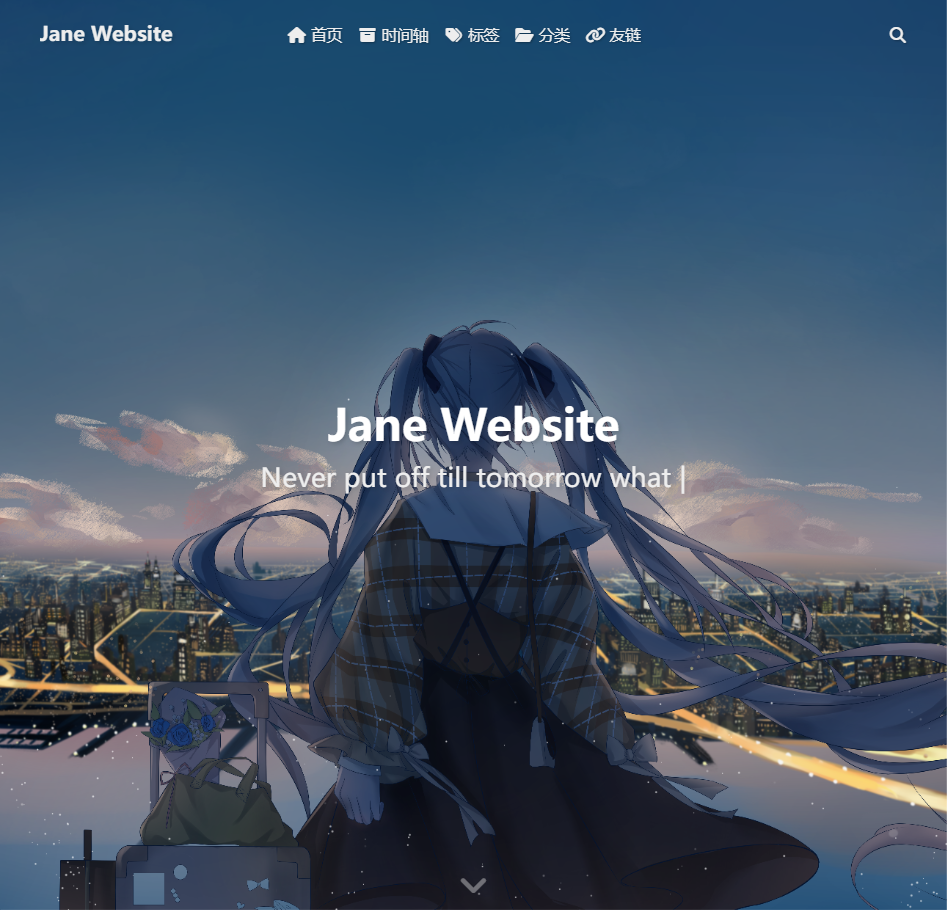 Jane Website
首页 时间轴 标签 分类 友链
Jane Website
Never put off till tomorrow what |